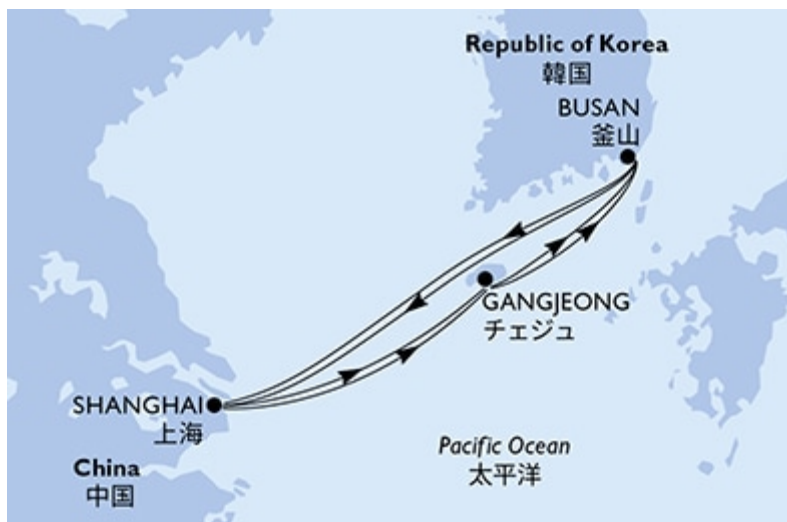 Republic of Korea
韓国
BUSAN
釜山
GANGJEONG
チェジュ
SHANGHAI
上海
Pacific Ocean
太平洋
China
中国